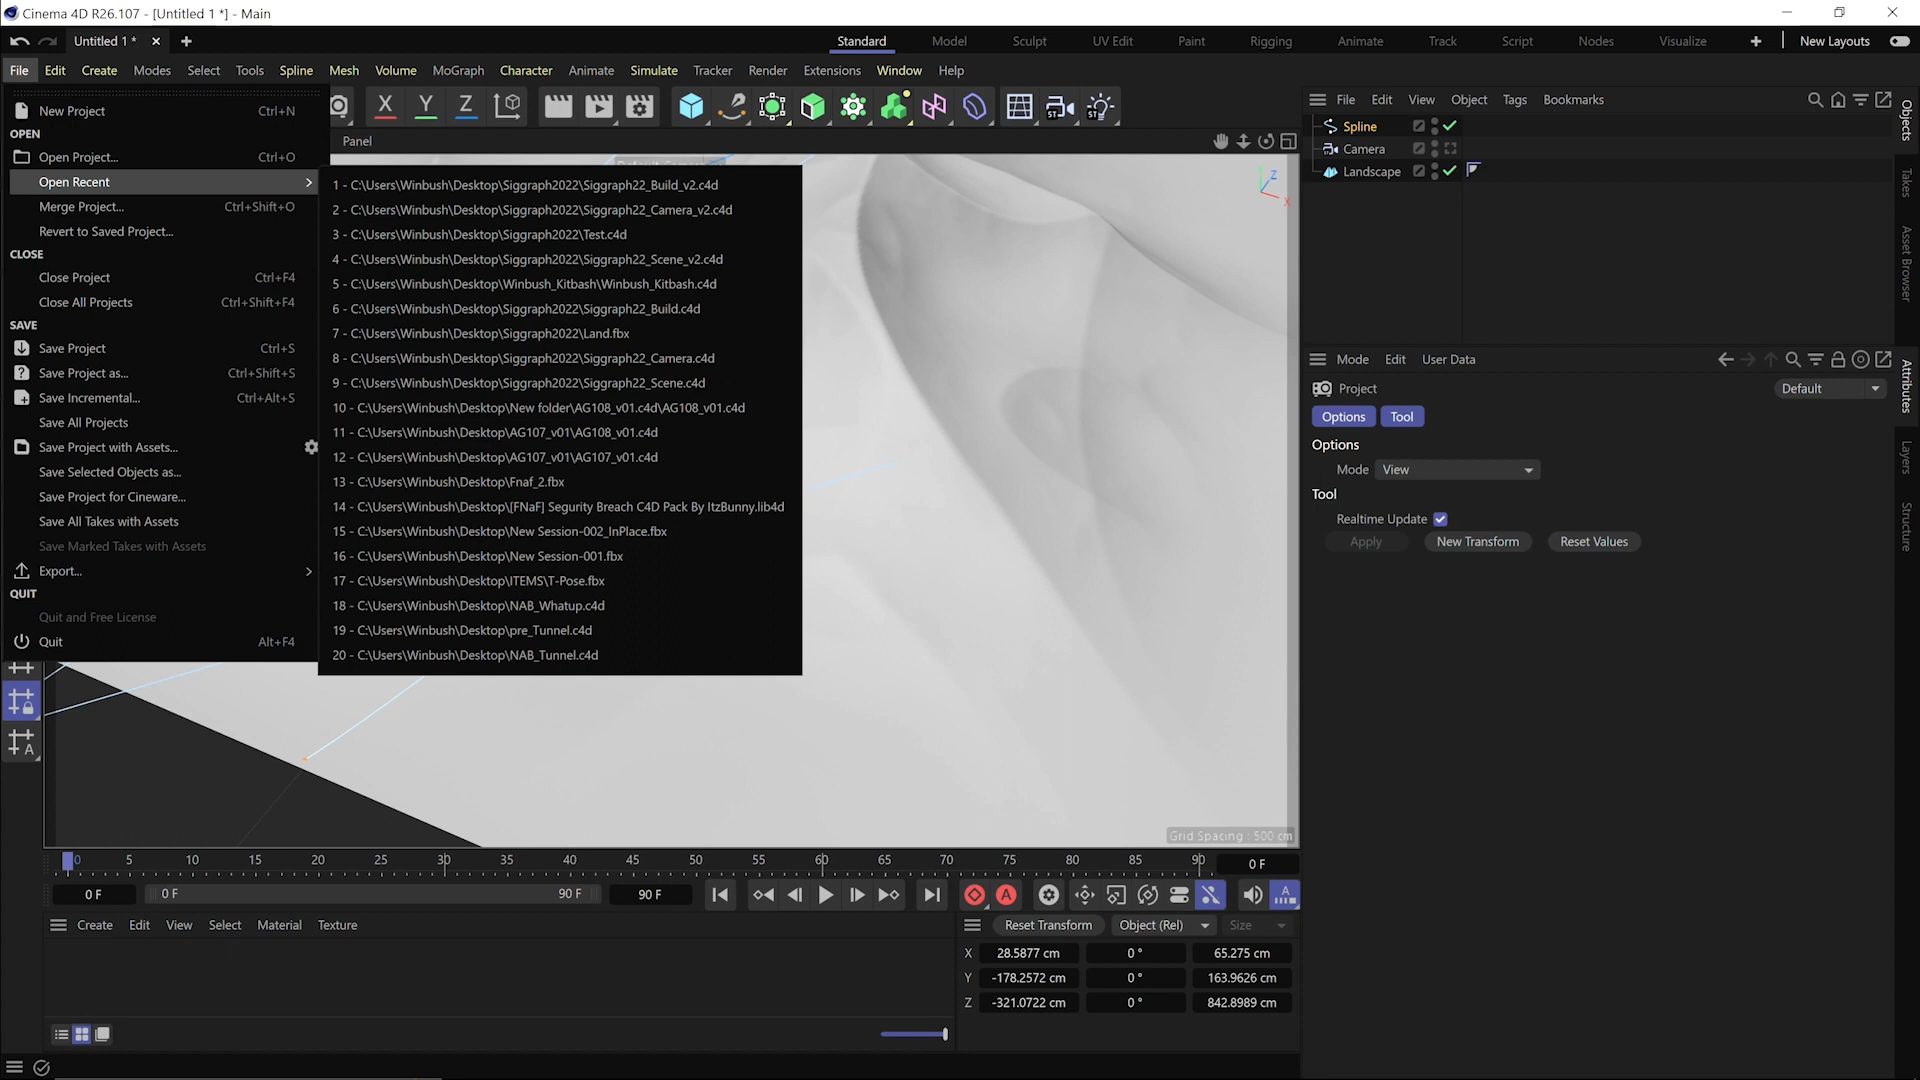 Cinema 4D R26.107 - [Untitled 1 *] - Main
Untitled 1 *
Standard Model Sculpt UV Edit Paint Rigging Animate Track Script Nodes Visualize New Layouts
File Edit Create Modes Select Tools Spline Mesh Volume MoGraph Character Animate Simulate Tracker Render Extensions Window Help
New Project Ctrl+N
OPEN
Open Project... Ctrl+O
Open Recent
Merge Project... Ctrl+Shift+O
Revert to Saved Project...
CLOSE
Close Project Ctrl+F4
Close All Projects Ctrl+Shift+F4
SAVE
Save Project Ctrl+S
Save Project as... Ctrl+Shift+S
Save Incremental... Ctrl+Alt+S
Save All Projects
Save Project with Assets...
Save Selected Objects as...
Save Project for Cineware...
Save All Takes with Assets
Save Marked Takes with Assets
Export...
QUIT
Quit and Free License
Quit Alt+F4
X Y Z
ST ST
Panel
1 - C:\Users\Winbush\Desktop\Siggraph2022\Siggraph22_Build_v2.c4d
2 - C:\Users\Winbush\Desktop\Siggraph2022\Siggraph22_Camera_v2.c4d
3 - C:\Users\Winbush\Desktop\Siggraph2022\Test.c4d
4 - C:\Users\Winbush\Desktop\Siggraph2022\Siggraph22_Scene_v2.c4d
5 - C:\Users\Winbush\Desktop\Winbush_Kitbash\Winbush_Kitbash.c4d
6 - C:\Users\Winbush\Desktop\Siggraph2022\Siggraph22_Build.c4d
7 - C:\Users\Winbush\Desktop\Siggraph2022\Land.fbx
8 - C:\Users\Winbush\Desktop\Siggraph2022\Siggraph22_Camera.c4d
9 - C:\Users\Winbush\Desktop\Siggraph2022\Siggraph22_Scene.c4d
10 - C:\Users\Winbush\Desktop\New folder\AG108_v01.c4d\AG108_v01.c4d
11 - C:\Users\Winbush\Desktop\AG107_v01\AG108_v01.c4d
12 - C:\Users\Winbush\Desktop\AG107_v01\AG107_v01.c4d
13 - C:\Users\Winbush\Desktop\Fnaf_2.fbx
14 - C:\Users\Winbush\Desktop\[FNaF] Segurity Breach C4D Pack By ItzBunny.lib4d
15 - C:\Users\Winbush\Desktop\New Session-002_InPlace.fbx
16 - C:\Users\Winbush\Desktop\New Session-001.fbx
17 - C:\Users\Winbush\Desktop\ITEMS\T-Pose.fbx
18 - C:\Users\Winbush\Desktop\NAB_Whatup.c4d
19 - C:\Users\Winbush\Desktop\pre_Tunnel.c4d
20 - C:\Users\Winbush\Desktop\NAB_Tunnel.c4d
Z
X
Grid Spacing : 500 cm
A
0 5 10 15 20 25 30 35 40 45 50 55 60 65 70 75 80 85 90 0 F
0 F 0 F 90 F 90 F
A A
Create Edit View Select Material Texture
Reset Transform Object (Rel) Size
X 28.5877 cm 0 ° 65.275 cm
Y -178.2572 cm 0 ° 163.9626 cm
Z -321.0722 cm 0 ° 842.8989 cm
File Edit View Object Tags Bookmarks
Spline
Camera
Landscape
Mode Edit User Data
Project Default
Options Tool
Options
Mode View
Tool
Realtime Update
Apply New Transform Reset Values
Objects
Takes
Asset Browser
Attributes
Layers
Structure